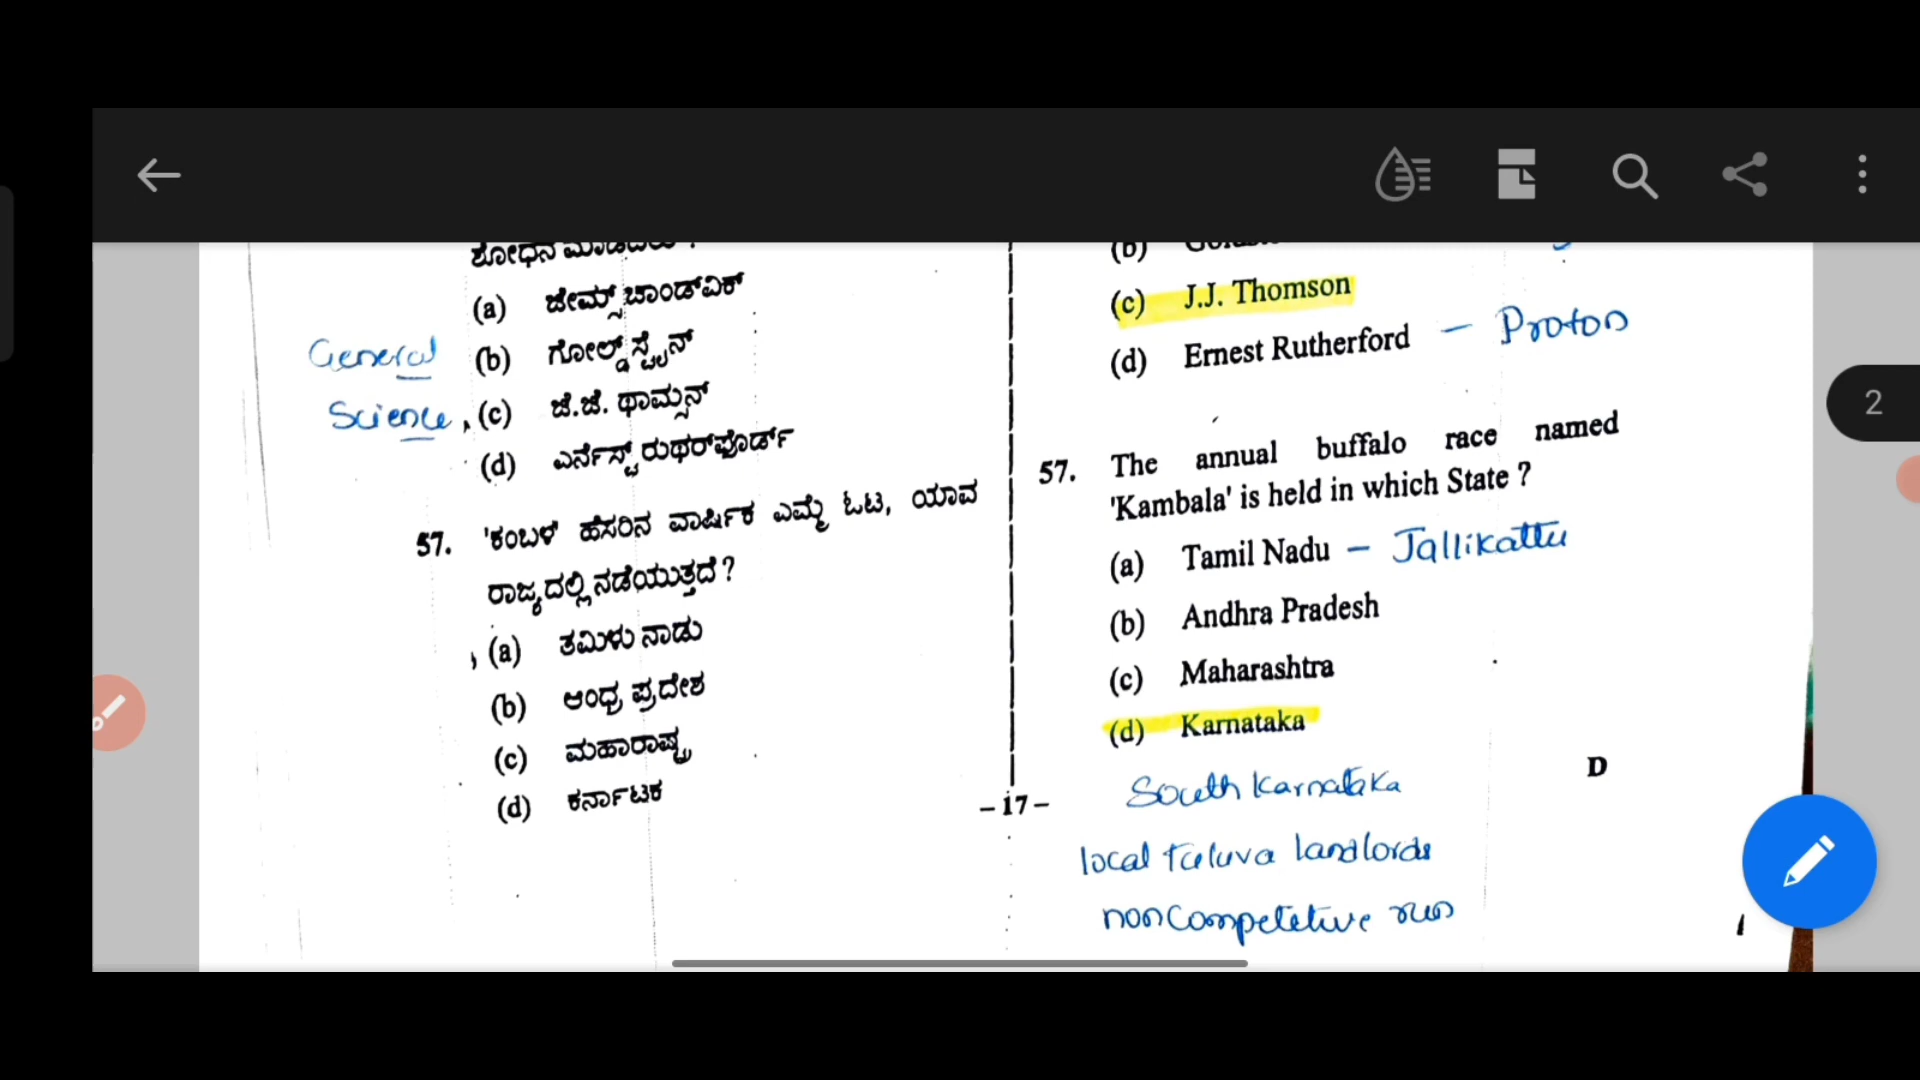 (a) ಜೇಮ್ಸ್ ಚಾಂಡ್‌ವಿಕ್
(b) ಗೋಲ್ಡ್ ಸ್ಟೈನ್
(c) ಜೆ.ಜೆ. ಥಾಮ್ಸನ್
(d) ಎರ್ನೆಸ್ಟ್ ರುಥರ್‌ಫೊರ್ಡ್
General
Science
57. 'ಕಂಬಳ' ಹೆಸರಿನ ವಾರ್ಷಿಕ ಎಮ್ಮೆ ಓಟ, ಯಾವ
ರಾಜ್ಯದಲ್ಲಿ ನಡೆಯುತ್ತದೆ ?
(a) ತಮಿಳು ನಾಡು
(b) ಆಂಧ್ರ ಪ್ರದೇಶ
(c) ಮಹಾರಾಷ್ಟ್ರ
(d) ಕರ್ನಾಟಕ
(b)
(c) J.J. Thomson
(d) Ernest Rutherford – Proton
57. The annual buffalo race named
'Kambala' is held in which State ?
(a) Tamil Nadu – Jallikattu
(b) Andhra Pradesh
(c) Maharashtra
(d) Karnataka
South Karnataka
local Tuluva landlords
noncompetetive run
– 17 –
D
2